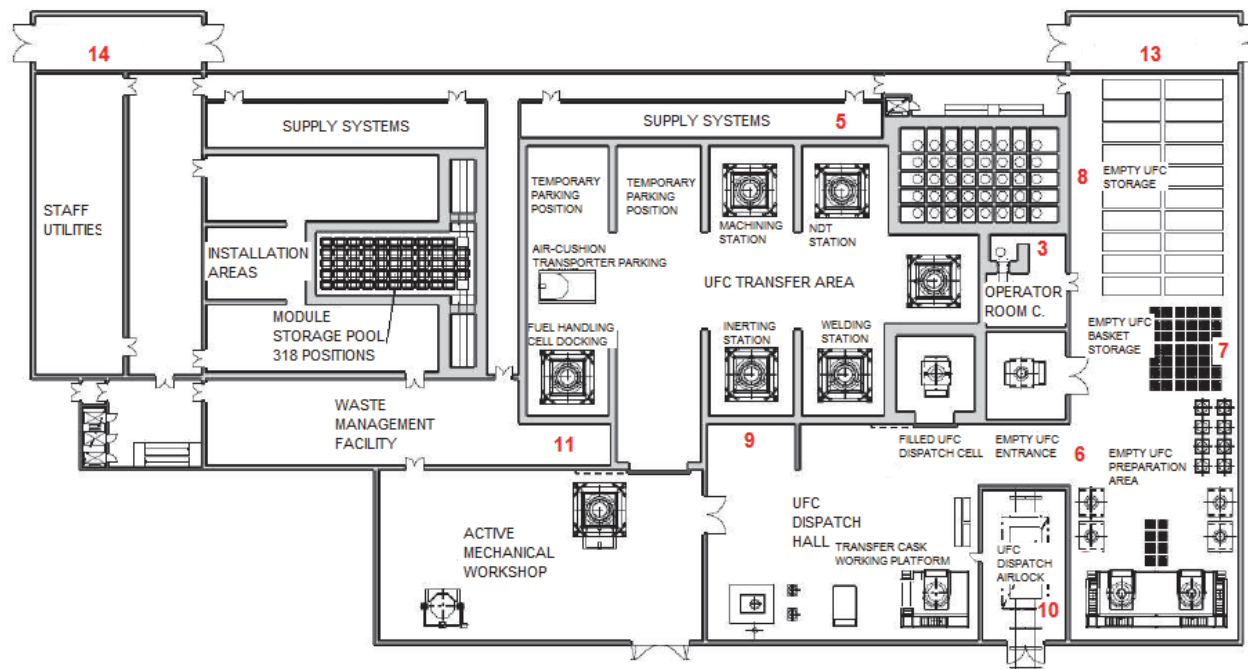 14
13
SUPPLY SYSTEMS
SUPPLY SYSTEMS
5
8
EMPTY UFC
STORAGE
TEMPORARY
PARKING
POSITION
TEMPORARY
PARKING
POSITION
MACHINING
STATION
NDT
STATION
STAFF
UTILITIES
INSTALLATION
AREAS
AIR-CUSHION
TRANSPORTER PARKING
UFC TRANSFER AREA
3
OPERATOR
ROOM C.
MODULE
STORAGE POOL
318 POSITIONS
FUEL HANDLING
CELL DOCKING
INERTING
STATION
WELDING
STATION
EMPTY UFC
BASKET
STORAGE
7
WASTE
MANAGEMENT
FACILITY
11
9
FILLED UFC
DISPATCH CELL
EMPTY UFC
ENTRANCE
6
EMPTY UFC
PREPARATION
AREA
ACTIVE
MECHANICAL
WORKSHOP
UFC
DISPATCH
HALL
TRANSFER CASK
WORKING PLATFORM
UFC
DISPATCH
AIRLOCK
10